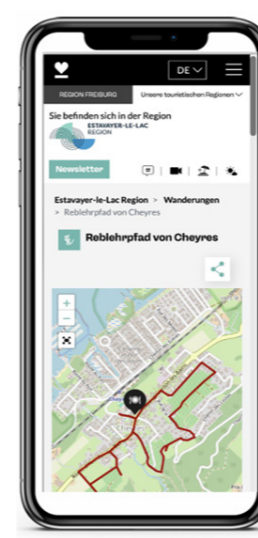 DE
REGION FREIBURG
Unsere touristischen Regionen
Sie befinden sich in der Region
ESTAVAYER-LE-LAC
REGION
Newsletter
Estavayer-le-Lac Region > Wanderungen
> Reblehrpfad von Cheyres
Reblehrpfad von Cheyres
+
−